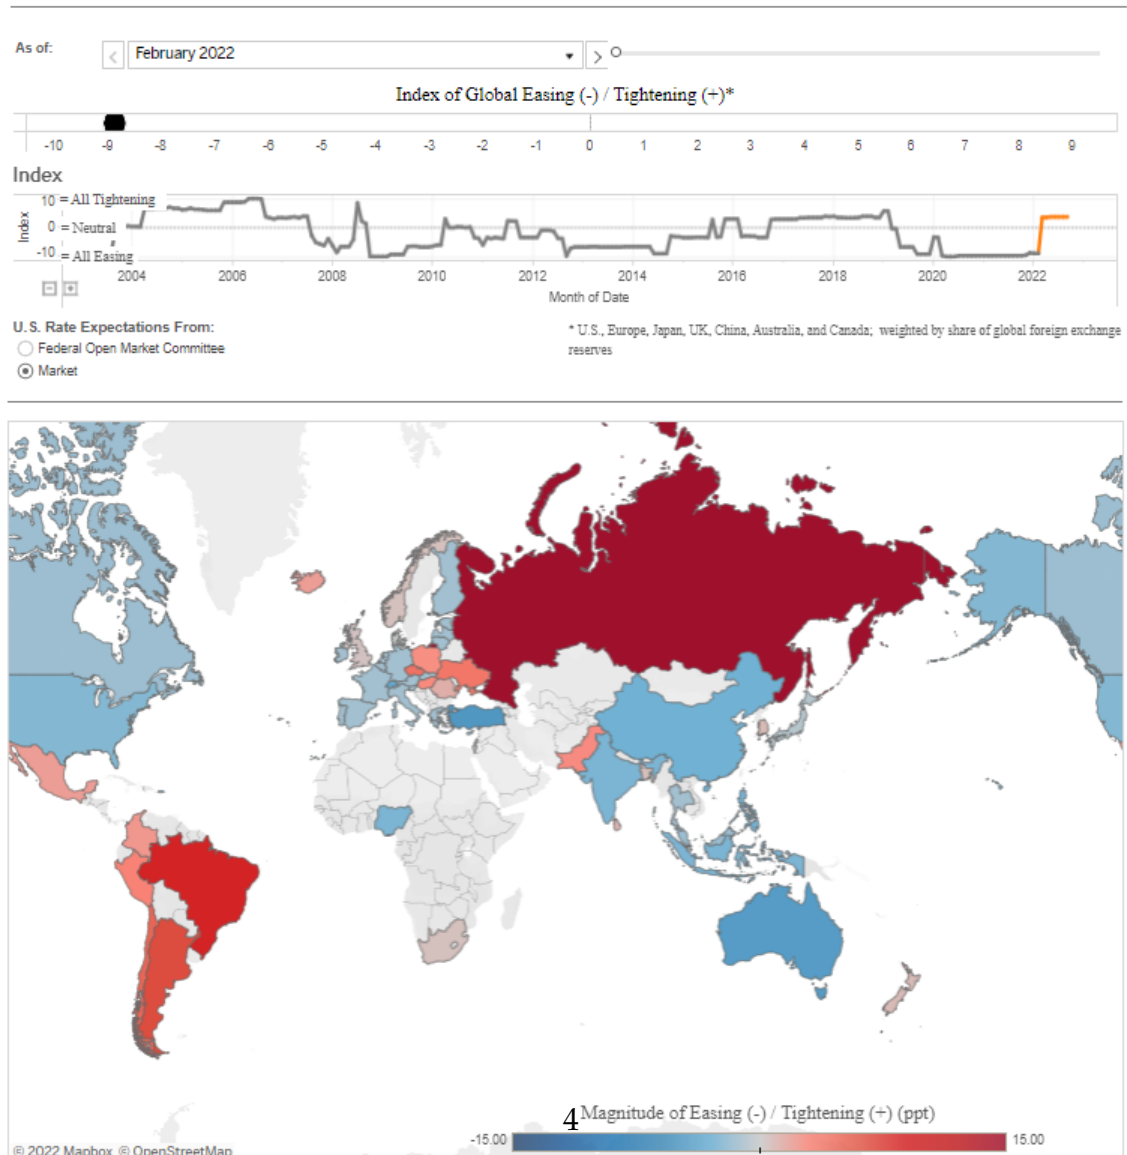 As of:
February 2022
Index of Global Easing (-) / Tightening (+)*
-10 -9 -8 -7 -6 -5 -4 -3 -2 -1 0 1 2 3 4 5 6 7 8 9
Index
10 = All Tightening
0 = Neutral
-10 = All Easing
Index
2004 2006 2008 2010 2012 2014 2016 2018 2020 2022
Month of Date
U.S. Rate Expectations From:
Federal Open Market Committee
Market
* U.S., Europe, Japan, UK, China, Australia, and Canada; weighted by share of global foreign exchange
reserves
4
Magnitude of Easing (-) / Tightening (+) (ppt)
-15.00 15.00
© 2022 Mapbox © OpenStreetMap